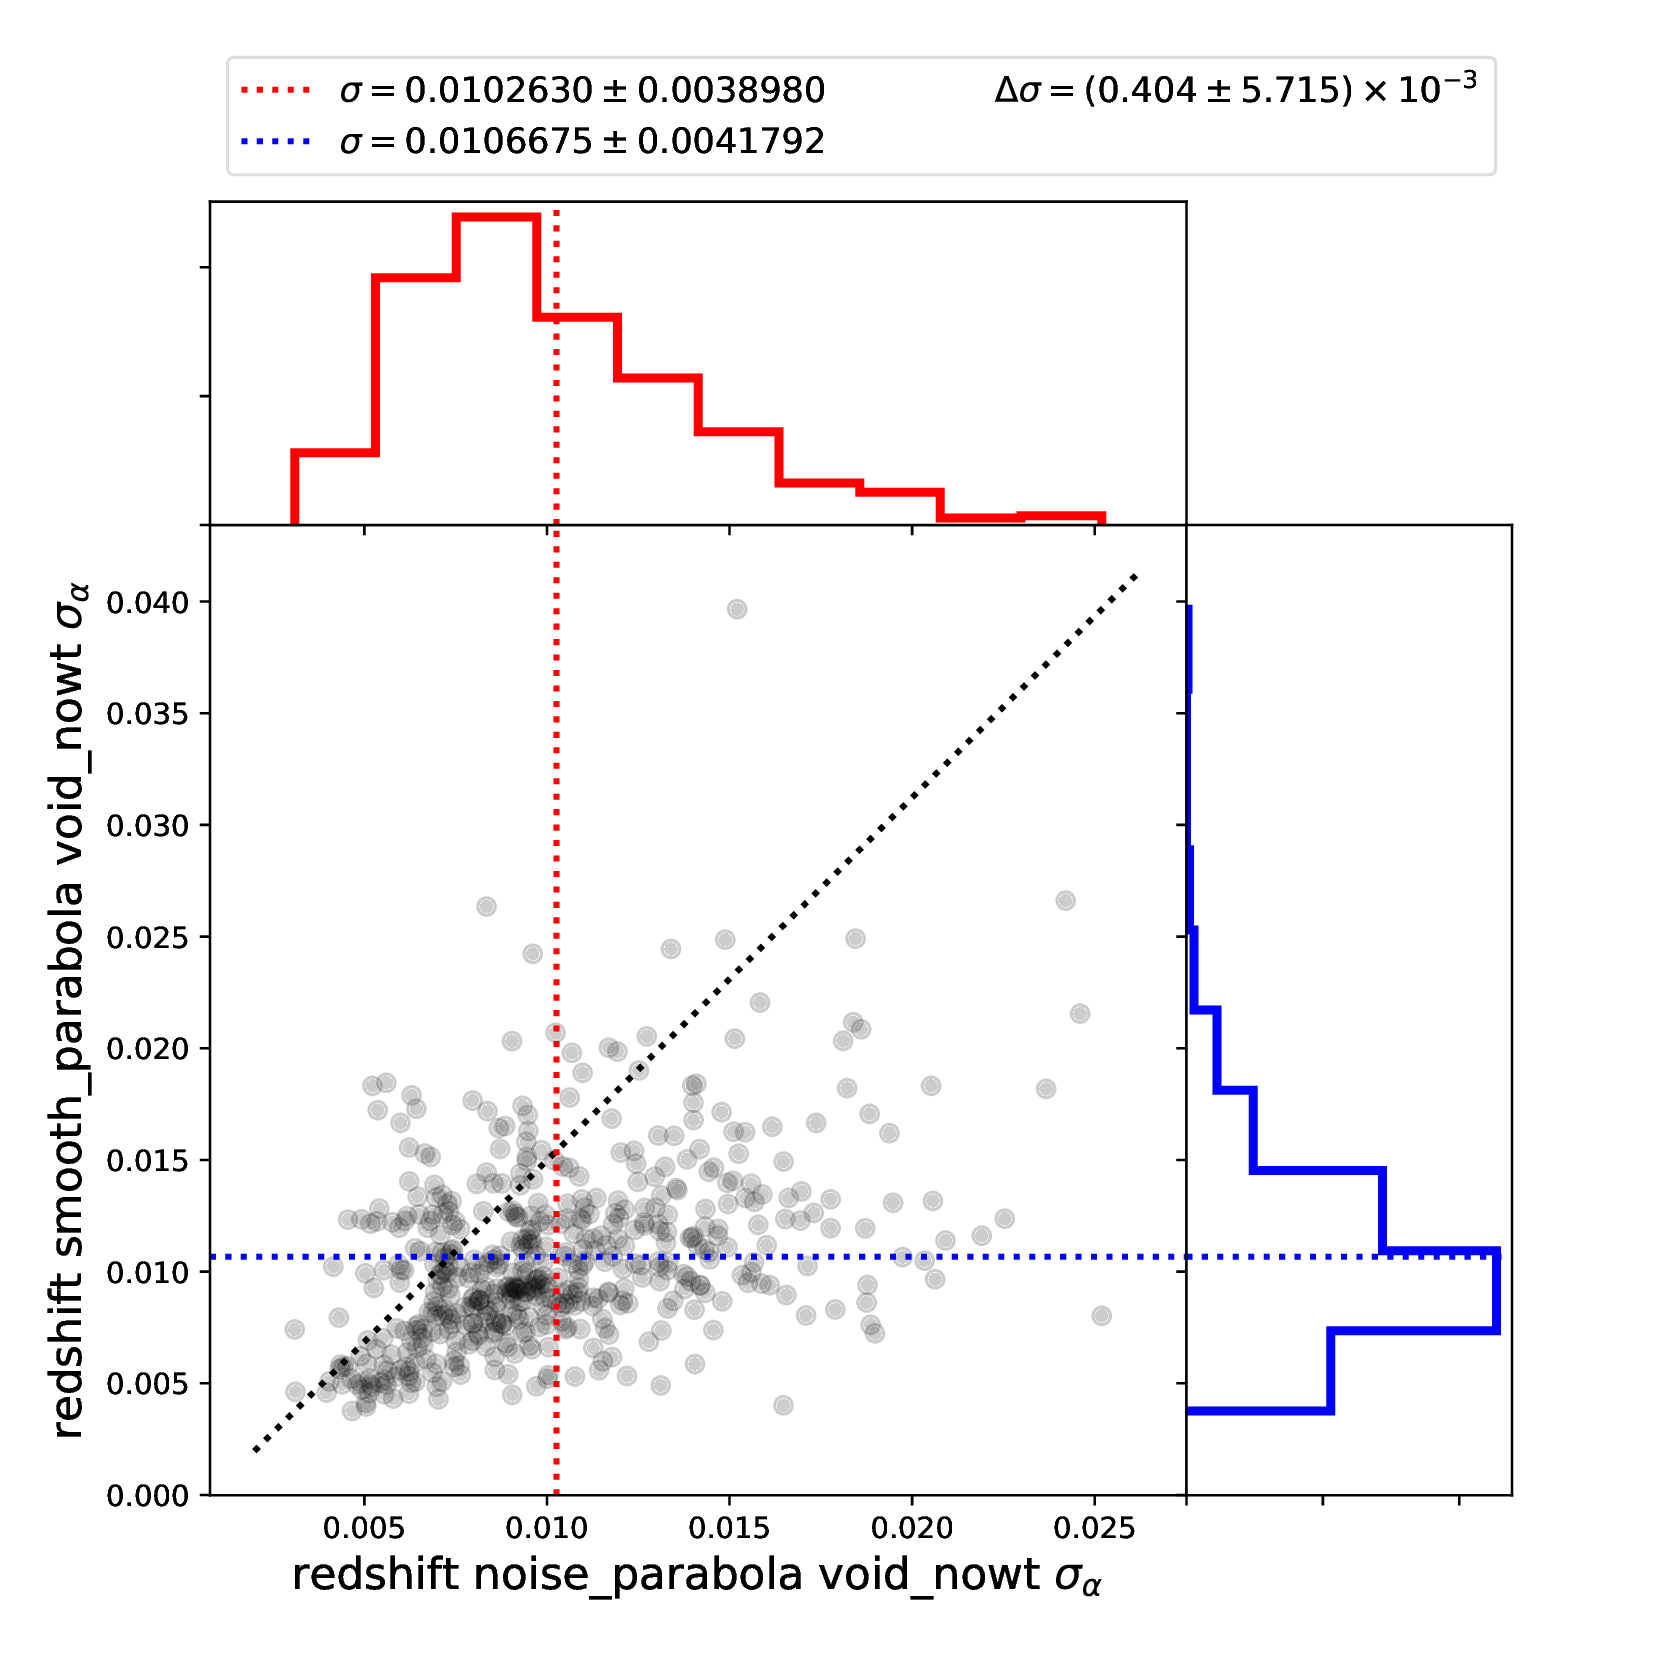 σ = 0.0102630 ± 0.0038980
σ = 0.0106675 ± 0.0041792
Δσ = (0.404 ± 5.715) × 10⁻³
redshift smooth_parabola void_nowt σ_α
0.040
0.035
0.030
0.025
0.020
0.015
0.010
0.005
0.000
0.005
0.010
0.015
0.020
0.025
redshift noise_parabola void_nowt σ_α